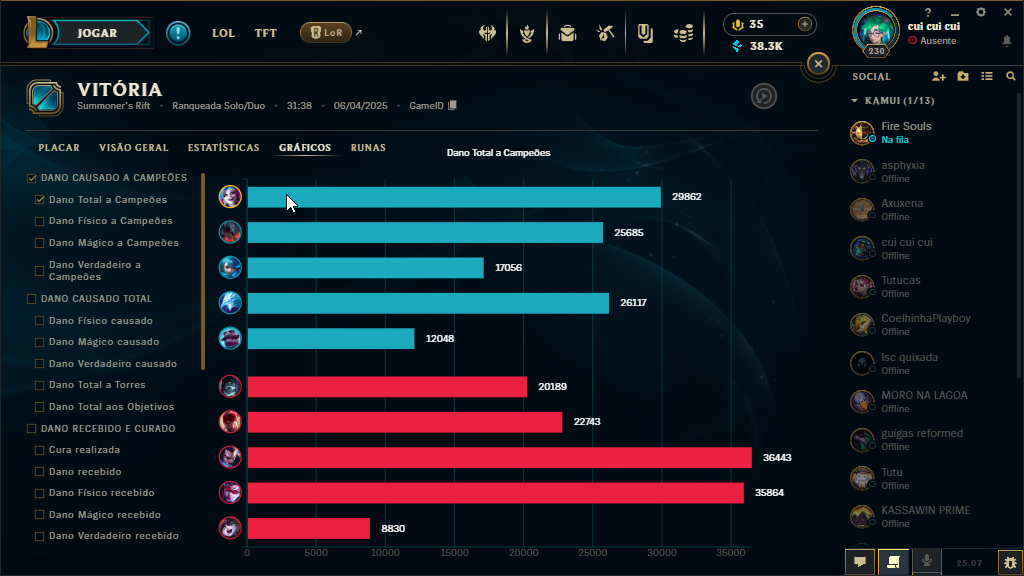 JOGAR
LOL
TFT
LoR
35
38.3K
230
cui cui cui
Ausente
VITÓRIA
Summoner's Rift • Ranqueada Solo/Duo • 31:38 • 06/04/2025 • GameID
SOCIAL
KAMUI (1/13)
PLACAR
VISÃO GERAL
ESTATÍSTICAS
GRÁFICOS
RUNAS
Dano Total a Campeões
DANO CAUSADO A CAMPEÕES
Dano Total a Campeões
Dano Físico a Campeões
Dano Mágico a Campeões
Dano Verdadeiro a
Campeões
DANO CAUSADO TOTAL
Dano Físico causado
Dano Mágico causado
Dano Verdadeiro causado
Dano Total a Torres
Dano Total aos Objetivos
DANO RECEBIDO E CURADO
Cura realizada
Dano recebido
Dano Físico recebido
Dano Mágico recebido
Dano Verdadeiro recebido
29862
25685
17056
26117
12048
20189
22743
36443
35864
8830
0 5000 10000 15000 20000 25000 30000 35000
Fire Souls
Na fila
asphyxia
Offline
Axuxena
Offline
cui cui cui
Offline
Tutucas
Offline
CoelhinhaPlayboy
Offline
lsc quixada
Offline
MORO NA LAGOA
Offline
guigas reformed
Offline
Tutu
Offline
KASSAWIN PRIME
Offline
25.07